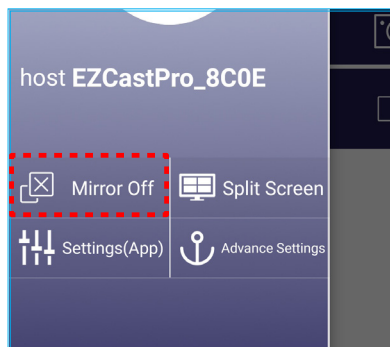 host EZCastPro_8C0E
Mirror Off
Split Screen
Settings(App)
Advance Settings